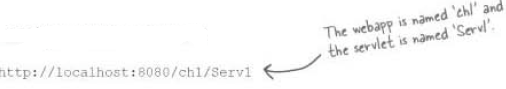 The webapp is named 'ch1' and
the servlet is named 'Serv1'.
http://localhost:8080/ch1/Serv1